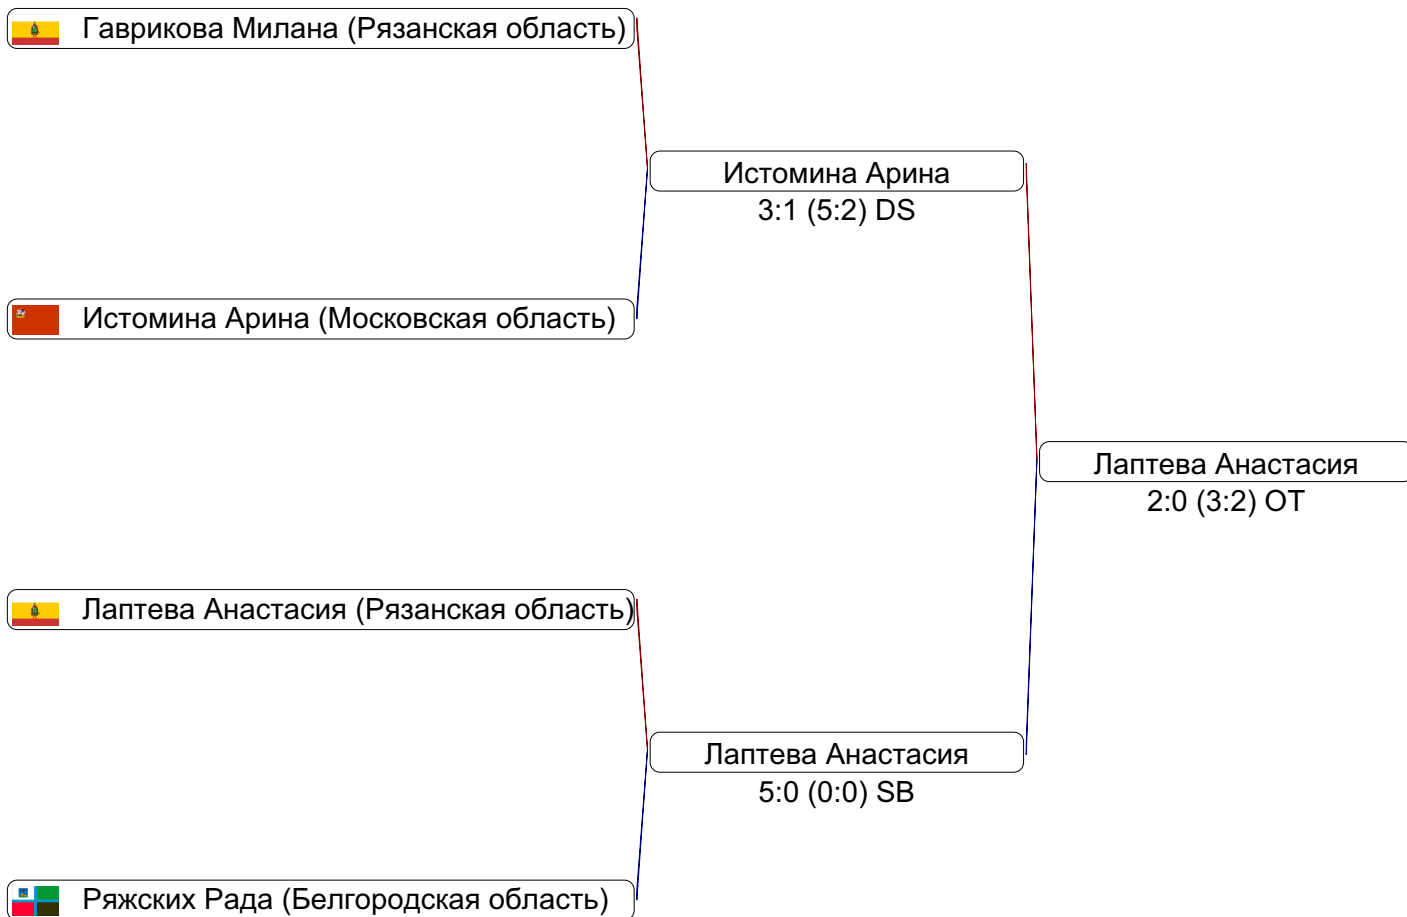 Гаврикова Милана (Рязанская область)
Истомина Арина
3:1 (5:2) DS
Истомина Арина (Московская область)
Лаптева Анастасия
2:0 (3:2) OT
Лаптева Анастасия (Рязанская область)
Лаптева Анастасия
5:0 (0:0) SB
Ряжских Рада (Белгородская область)